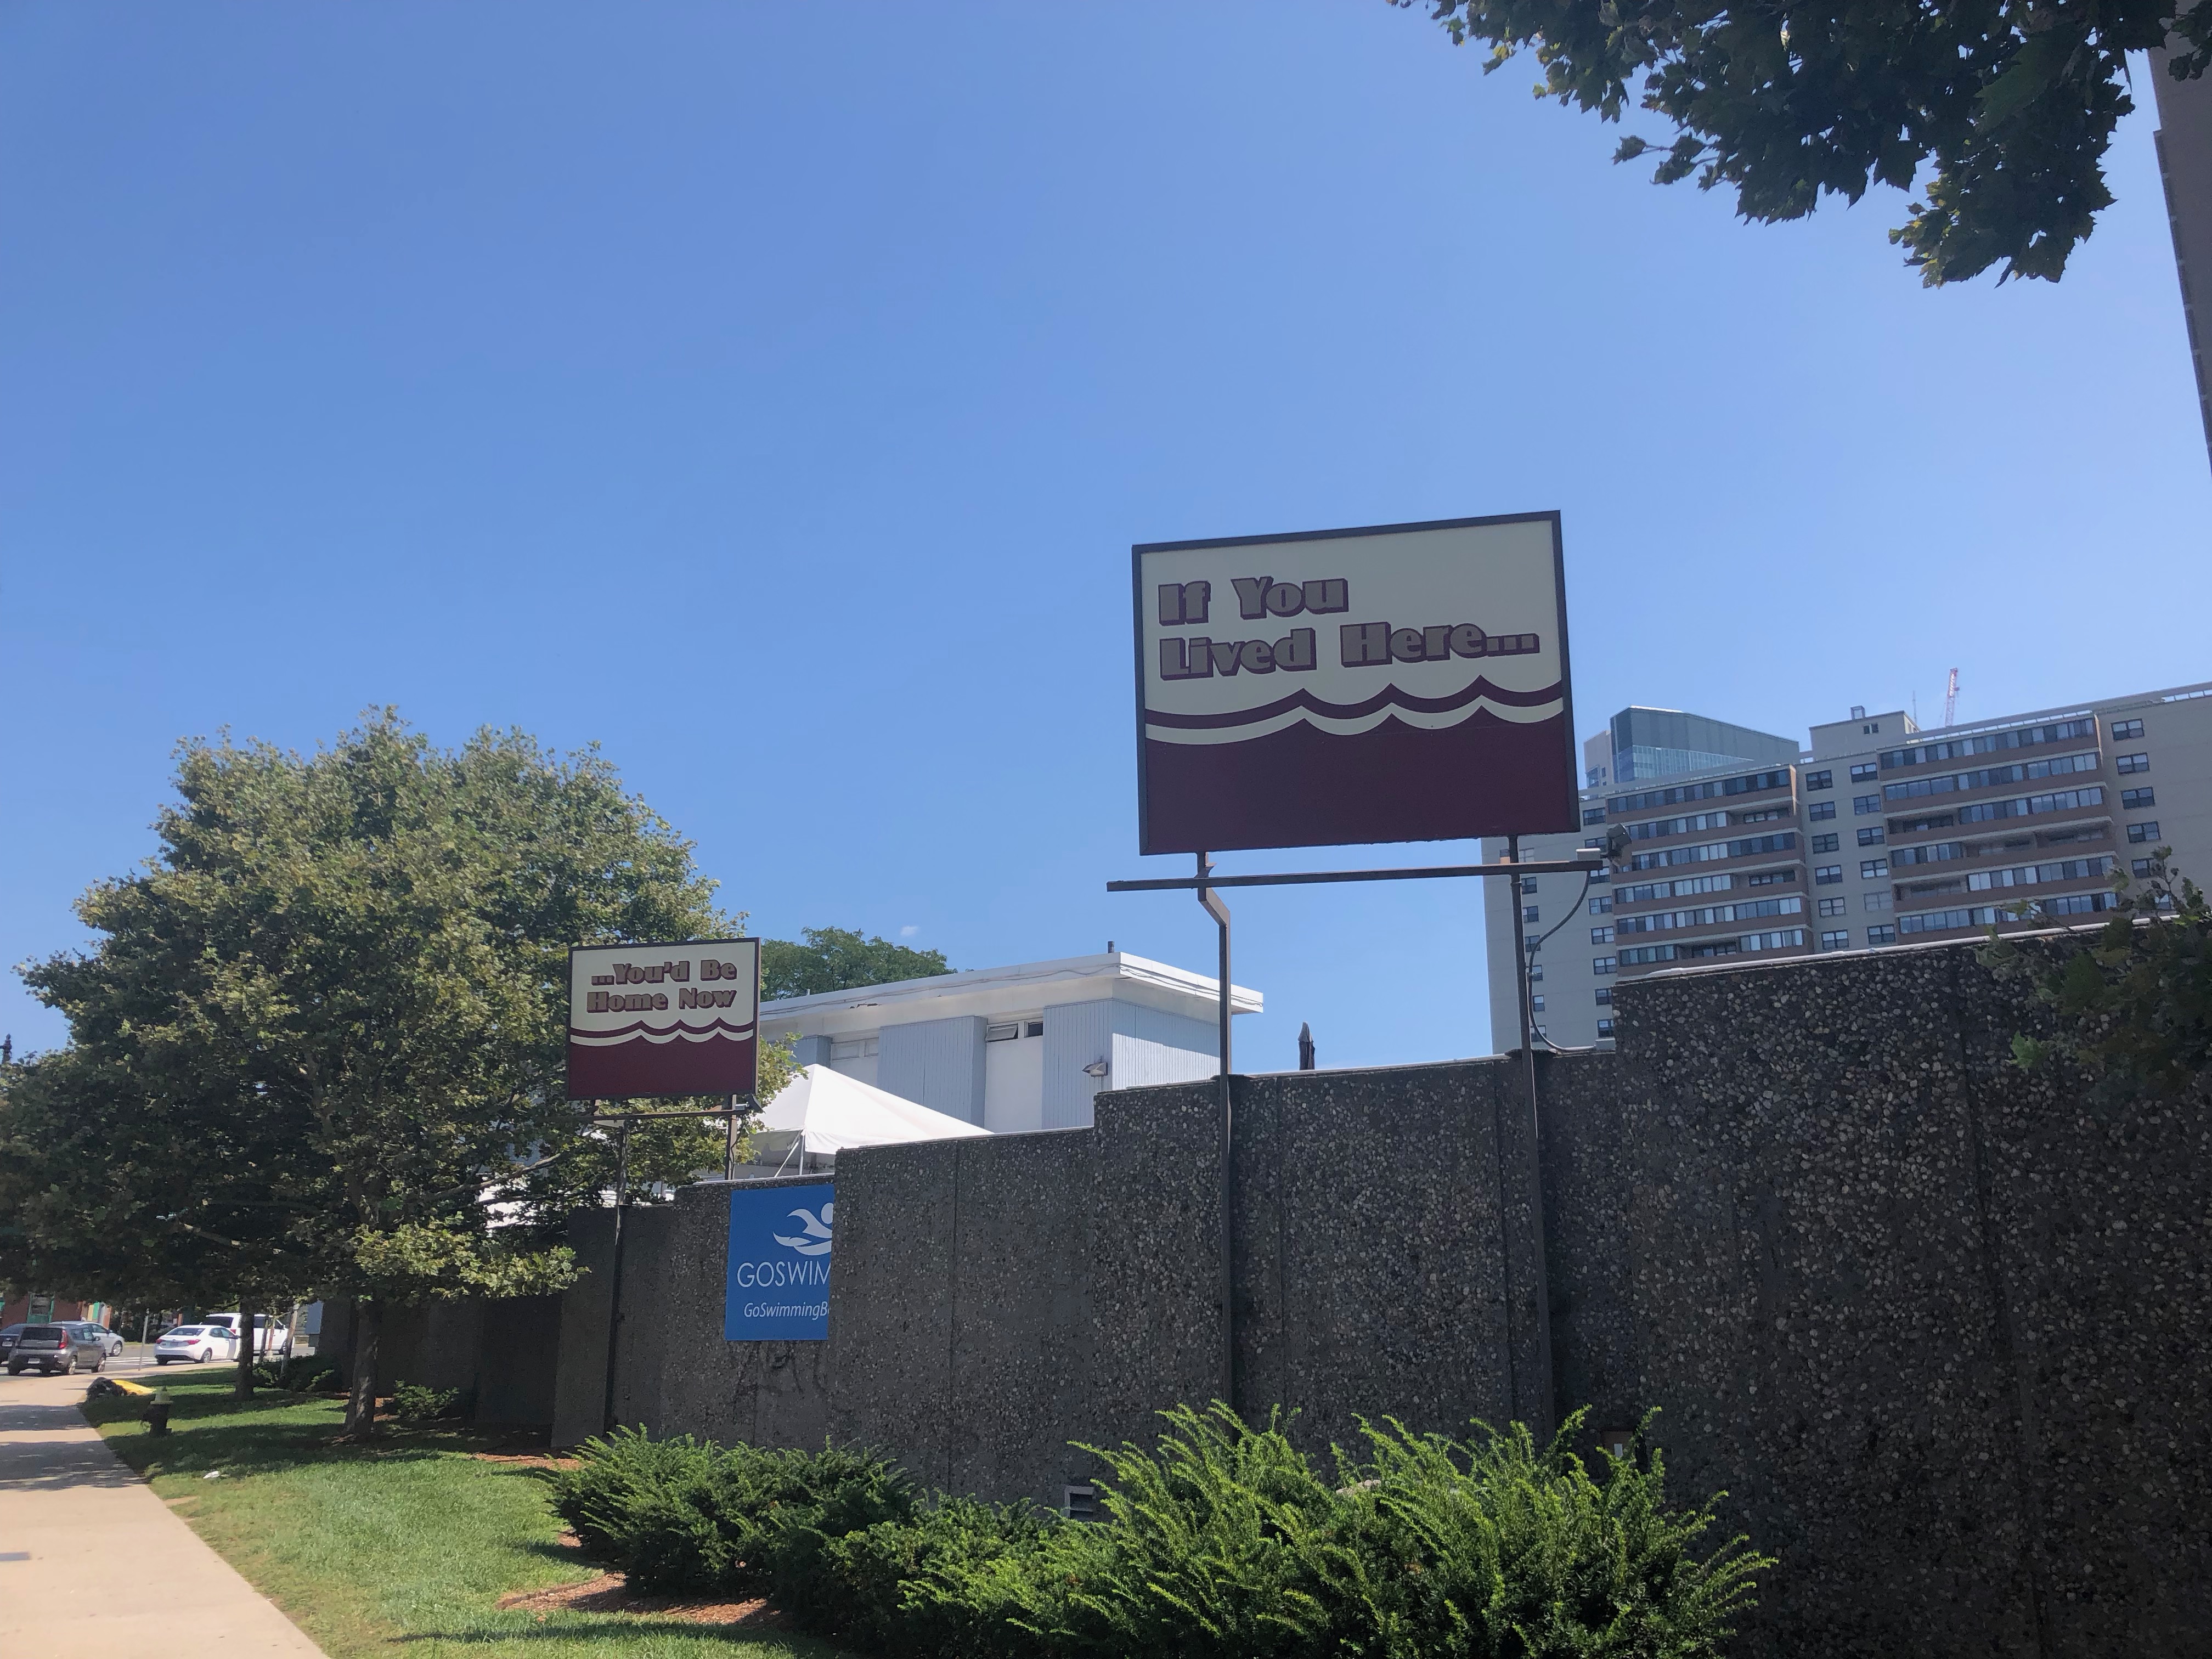 If You
Lived Here...
...You'd Be
Home Now
GOSWIM
GoSwimmingB